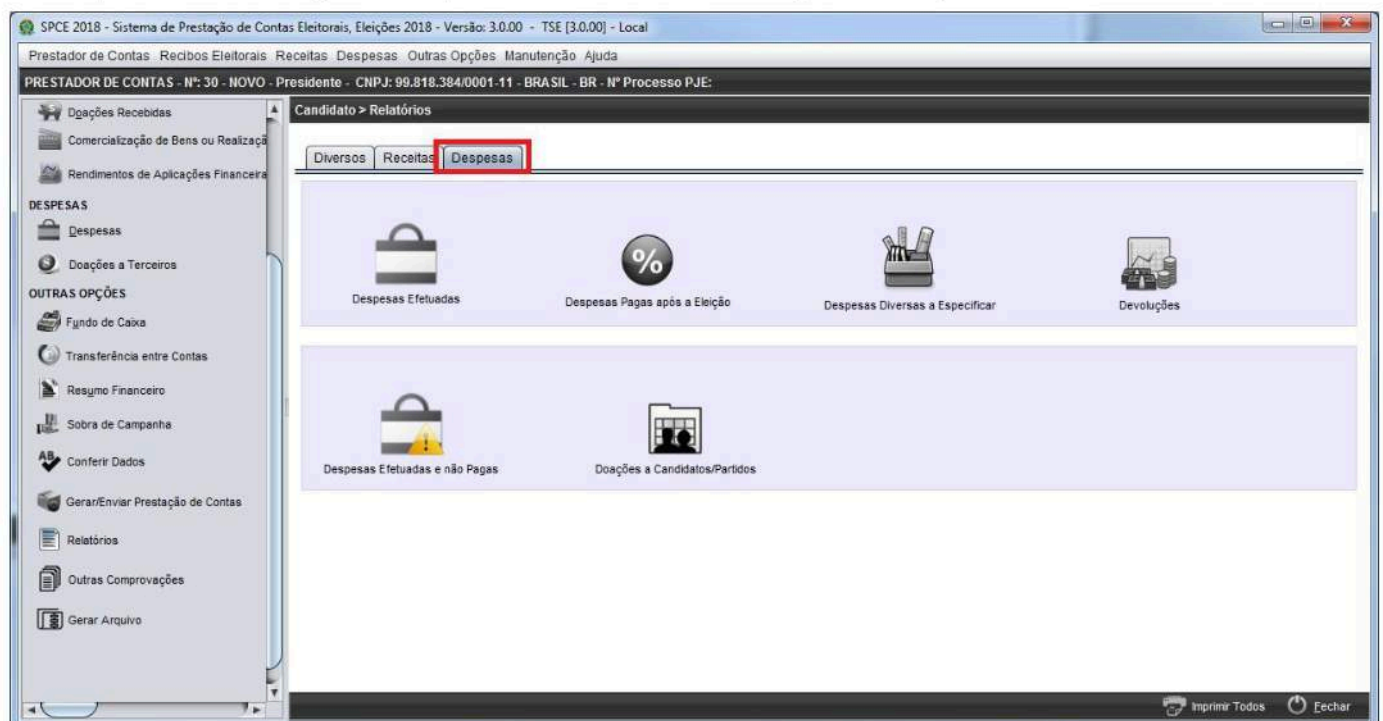 SPCE 2018 - Sistema de Prestação de Contas Eleitorais, Eleições 2018 - Versão: 3.0.00 - TSE [3.0.00] - Local
Prestador de Contas Recibos Eleitorais Receitas Despesas Outras Opções Manutenção Ajuda
PRESTADOR DE CONTAS - Nº: 30 - NOVO - Presidente - CNPJ: 99.818.384/0001-11 - BRASIL - BR - Nº Processo PJE:
Doações Recebidas
Comercialização de Bens ou Realizaçã
Rendimentos de Aplicações Financeira
DESPESAS
Despesas
Doações a Terceiros
OUTRAS OPÇÕES
Fundo de Caixa
Transferência entre Contas
Resumo Financeiro
Sobra de Campanha
Conferir Dados
Gerar/Enviar Prestação de Contas
Relatórios
Outras Comprovações
Gerar Arquivo
Candidato > Relatórios
Diversos Receitas Despesas
Despesas Efetuadas
Despesas Pagas após a Eleição
Despesas Diversas a Especificar
Devoluções
Despesas Efetuadas e não Pagas
Doações a Candidatos/Partidos
Imprimir Todos Fechar